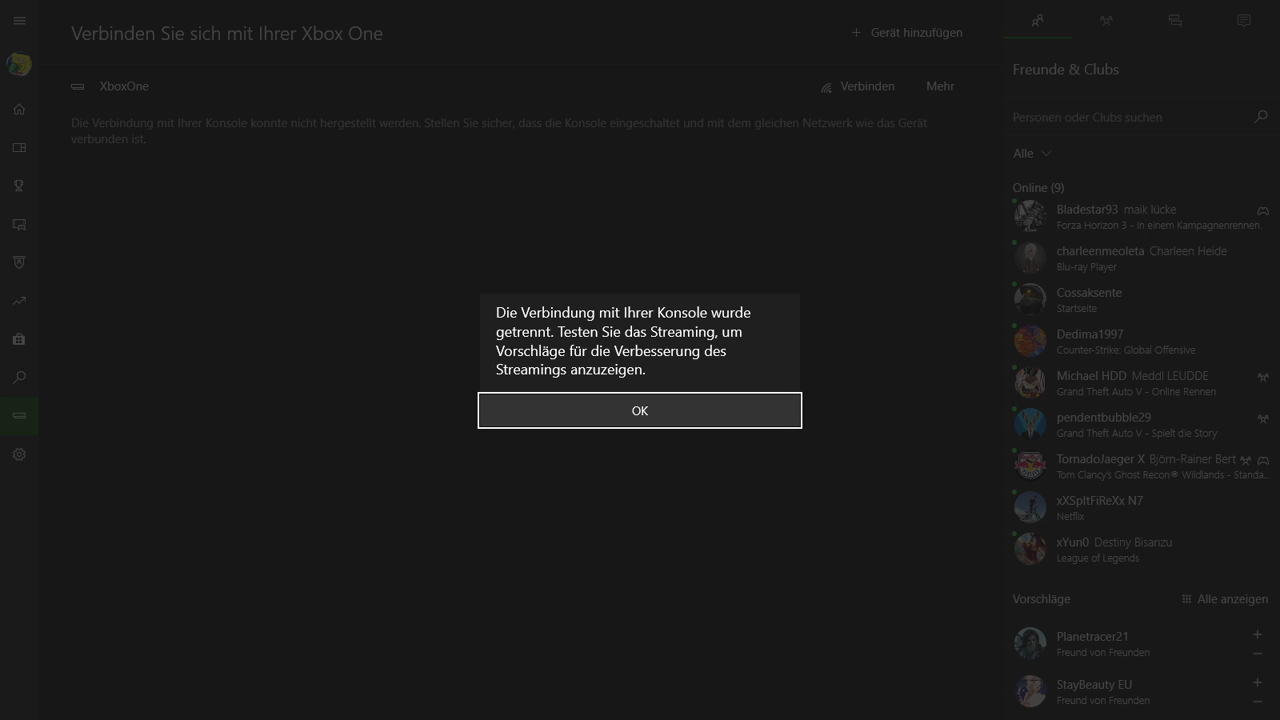 Verbinden Sie sich mit Ihrer Xbox One
Gerät hinzufügen
XboxOne
Verbinden
Mehr
Die Verbindung mit Ihrer Konsole konnte nicht hergestellt werden. Stellen Sie sicher, dass die Konsole eingeschaltet und mit dem gleichen Netzwerk wie das Gerät
verbunden ist.
Die Verbindung mit Ihrer Konsole wurde
getrennt. Testen Sie das Streaming, um
Vorschläge für die Verbesserung des
Streamings anzuzeigen.
OK
Freunde & Clubs
Personen oder Clubs suchen
Alle
Online (9)
Bladestar93 maik lücke
Forza Horizon 3 - In einem Kampagnenrennen.
charleenmeoleta Charleen Heide
Blu-ray Player
Cossaksente
Startseite
Dedima1997
Counter-Strike: Global Offensive
Michael HDD Meddl LEUDDE
Grand Theft Auto V - Online Rennen
pendentbubble29
Grand Theft Auto V - Spielt die Story
TornadoJaeger X Björn-Rainer Bert
Tom Clancy's Ghost Recon® Wildlands - Standa...
xXSpItFiReXx N7
Netflix
xYun0 Destiny Bisanzu
League of Legends
Vorschläge
Alle anzeigen
Planetracer21
Freund von Freunden
StayBeauty EU
Freund von Freunden